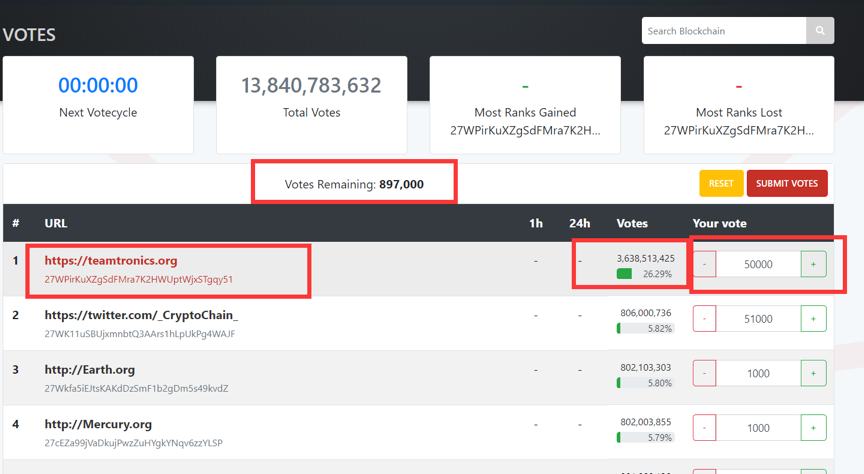 VOTES
Search Blockchain
00:00:00
Next Votecycle
13,840,783,632
Total Votes
-
Most Ranks Gained
27WPirKuXZgSdFMra7K2H...
-
Most Ranks Lost
27WPirKuXZgSdFMra7K2H...
Votes Remaining: 897,000
RESET
SUBMIT VOTES
# URL 1h 24h Votes Your vote
1 https://teamtronics.org - - 3,638,513,425 - 50000 +
27WPirKuXZgSdFMra7K2HWUptWjxSTgqy51 26.29%
2 https://twitter.com/_CryptoChain_ - - 806,000,736 - 51000 +
27WK11uSBUjxmnbtQ3AArs1hLpUkPg4WAJF 5.82%
3 http://Earth.org - - 802,103,303 - 1000 +
27Wkfa5iEJtsKAKdDzSmF1b2gDm5s49kvdZ 5.80%
4 http://Mercury.org - - 802,003,855 - 1000 +
27cEZa99jVaDkujPwzZuHYgkYNqv6zzYLSP 5.79%